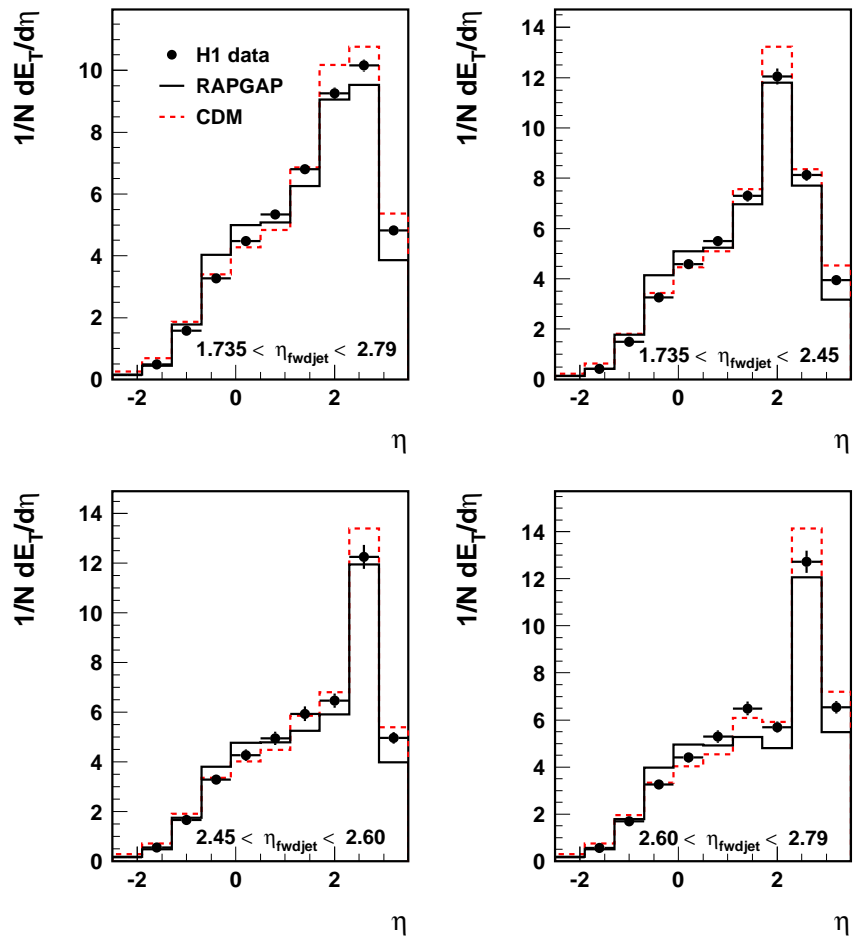 1/N dE_T/dη
10
8
6
4
2
0
H1 data
RAPGAP
CDM
1.735 < η_fwdjet < 2.79
-2 0 2
η
1/N dE_T/dη
14
12
10
8
6
4
2
0
1.735 < η_fwdjet < 2.45
-2 0 2
η
1/N dE_T/dη
14
12
10
8
6
4
2
0
2.45 < η_fwdjet < 2.60
-2 0 2
η
1/N dE_T/dη
14
12
10
8
6
4
2
0
2.60 < η_fwdjet < 2.79
-2 0 2
η